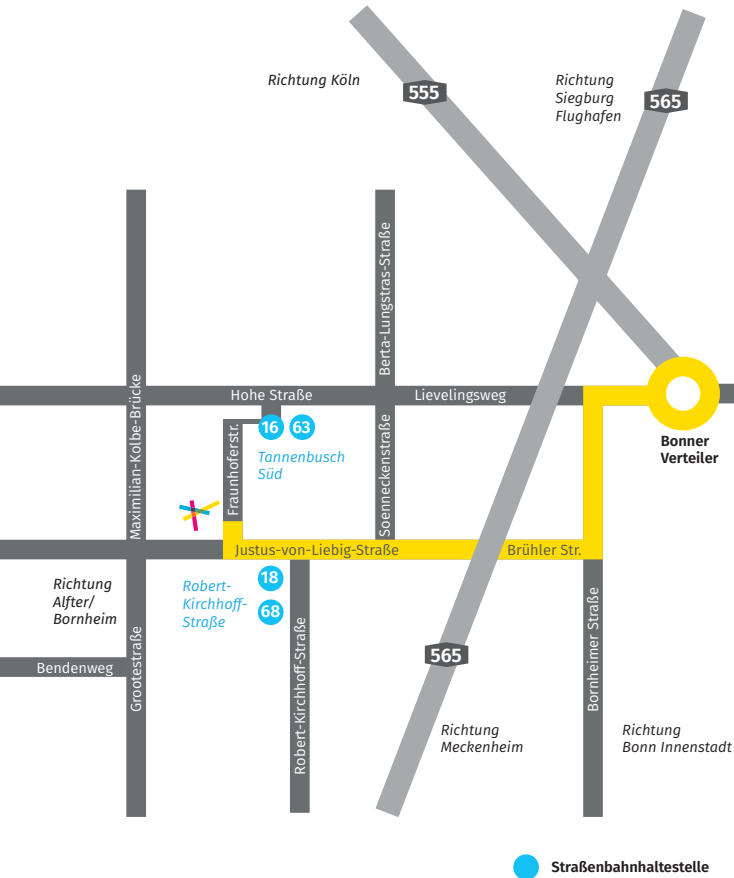 Richtung Köln
555
Richtung
Siegburg
Flughafen
565
Berta-Lungstras-Straße
Maximilian-Kolbe-Brücke
Hohe Straße
Lievelingsweg
Bonner
Verteiler
16
63
Tannenbusch
Süd
Fraunhoferstr.
Soenneckenstraße
Justus-von-Liebig-Straße
Brühler Str.
Richtung
Alfter/
Bornheim
Robert-
Kirchhoff-
Straße
18
68
Bendenweg
Grootestraße
Robert-Kirchhoff-Straße
565
Bornheimer Straße
Richtung
Meckenheim
Richtung
Bonn Innenstadt
Straßenbahnhaltestelle